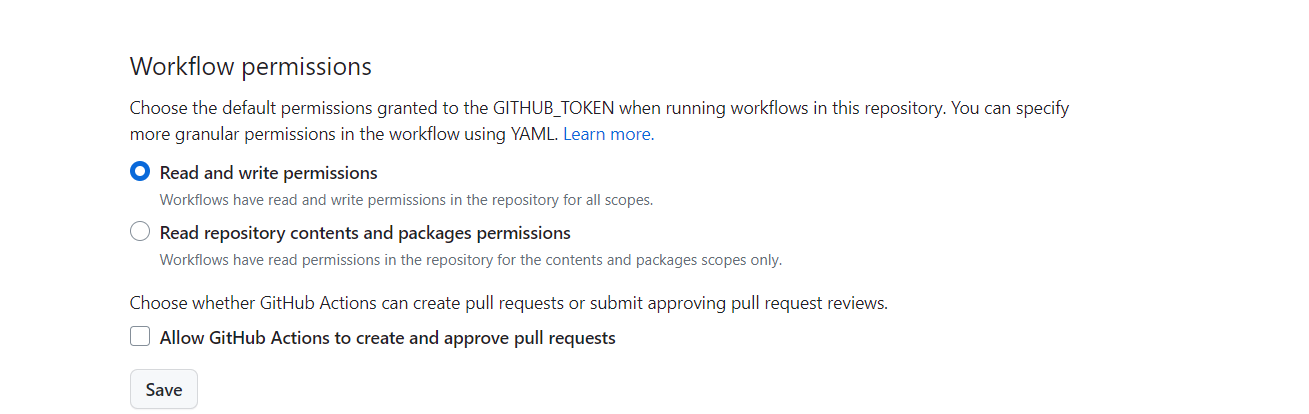 Workflow permissions
Choose the default permissions granted to the GITHUB_TOKEN when running workflows in this repository. You can specify
more granular permissions in the workflow using YAML. Learn more.
Read and write permissions
Workflows have read and write permissions in the repository for all scopes.
Read repository contents and packages permissions
Workflows have read permissions in the repository for the contents and packages scopes only.
Choose whether GitHub Actions can create pull requests or submit approving pull request reviews.
Allow GitHub Actions to create and approve pull requests
Save